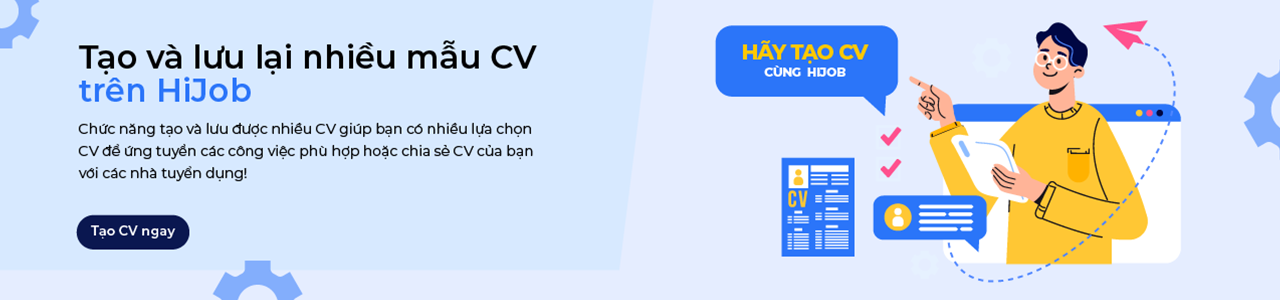 Tạo và lưu lại nhiều mẫu CV
trên HiJob
Chức năng tạo và lưu được nhiều CV giúp bạn có nhiều lựa chọn
CV để ứng tuyển các công việc phù hợp hoặc chia sẻ CV của bạn
với các nhà tuyển dụng!
Tạo CV ngay
HÃY TẠO CV
CÙNG HIJOB
CV